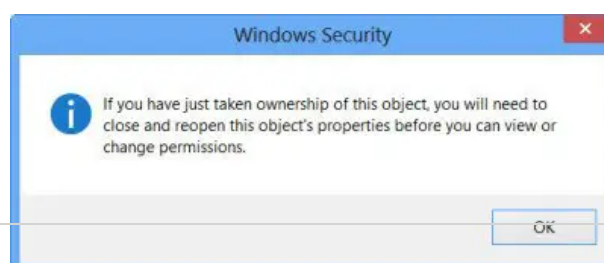 Windows Security
If you have just taken ownership of this object, you will need to
close and reopen this object's properties before you can view or
change permissions.
OK